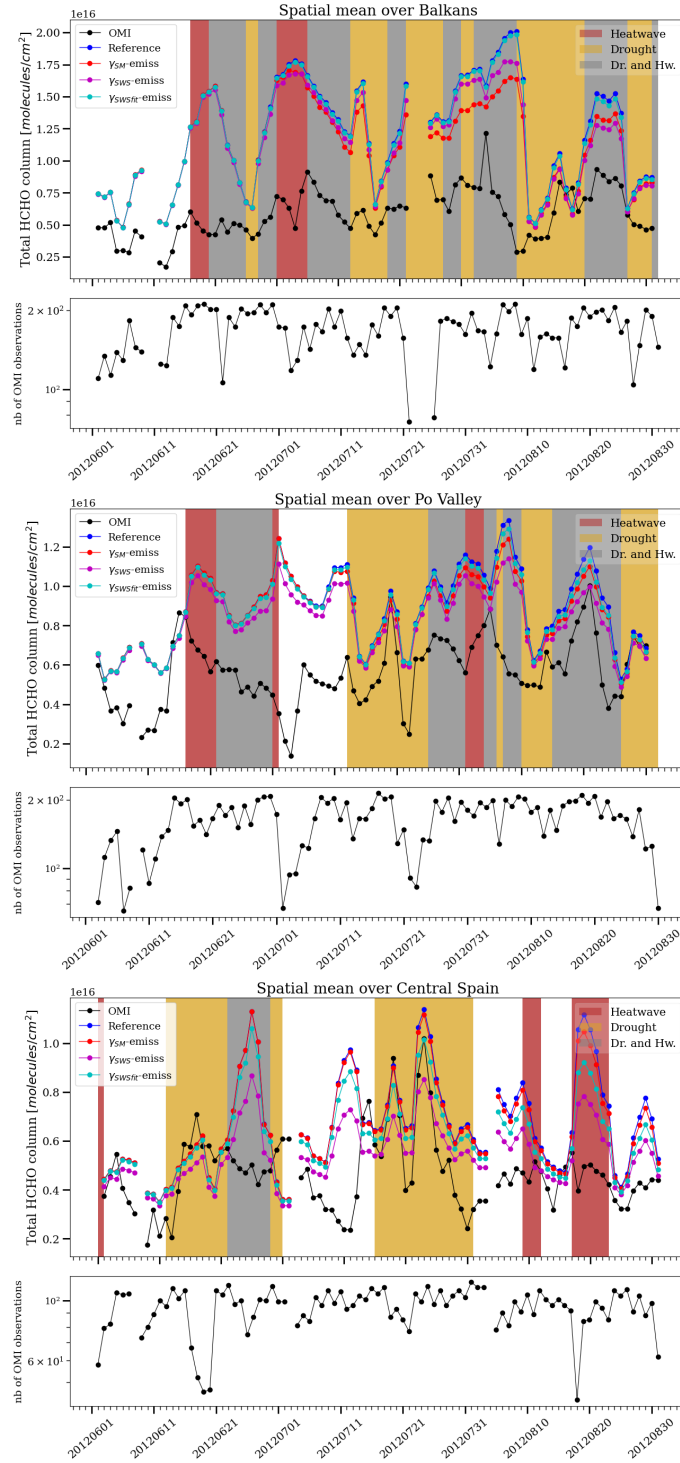 Spatial mean over Balkans
1e16
Total HCHO column [molecules/cm²]
2.00
1.75
1.50
1.25
1.00
0.75
0.50
0.25
OMI
Reference
γSM-emiss
γSWS-emiss
γSWSfit-emiss
Heatwave
Drought
Dr. and Hw.
nb of OMI observations
2 × 10²
10²
20120601
20120611
20120621
20120701
20120711
20120721
20120731
20120810
20120820
20120830
Spatial mean over Po Valley
1e16
Total HCHO column [molecules/cm²]
1.2
1.0
0.8
0.6
0.4
0.2
OMI
Reference
γSM-emiss
γSWS-emiss
γSWSfit-emiss
Heatwave
Drought
Dr. and Hw.
nb of OMI observations
2 × 10²
10²
20120601
20120611
20120621
20120701
20120711
20120721
20120731
20120810
20120820
20120830
Spatial mean over Central Spain
1e16
Total HCHO column [molecules/cm²]
1.0
0.8
0.6
0.4
0.2
OMI
Reference
γSM-emiss
γSWS-emiss
γSWSfit-emiss
Heatwave
Drought
Dr. and Hw.
nb of OMI observations
10²
6 × 10¹
20120601
20120611
20120621
20120701
20120711
20120721
20120731
20120810
20120820
20120830